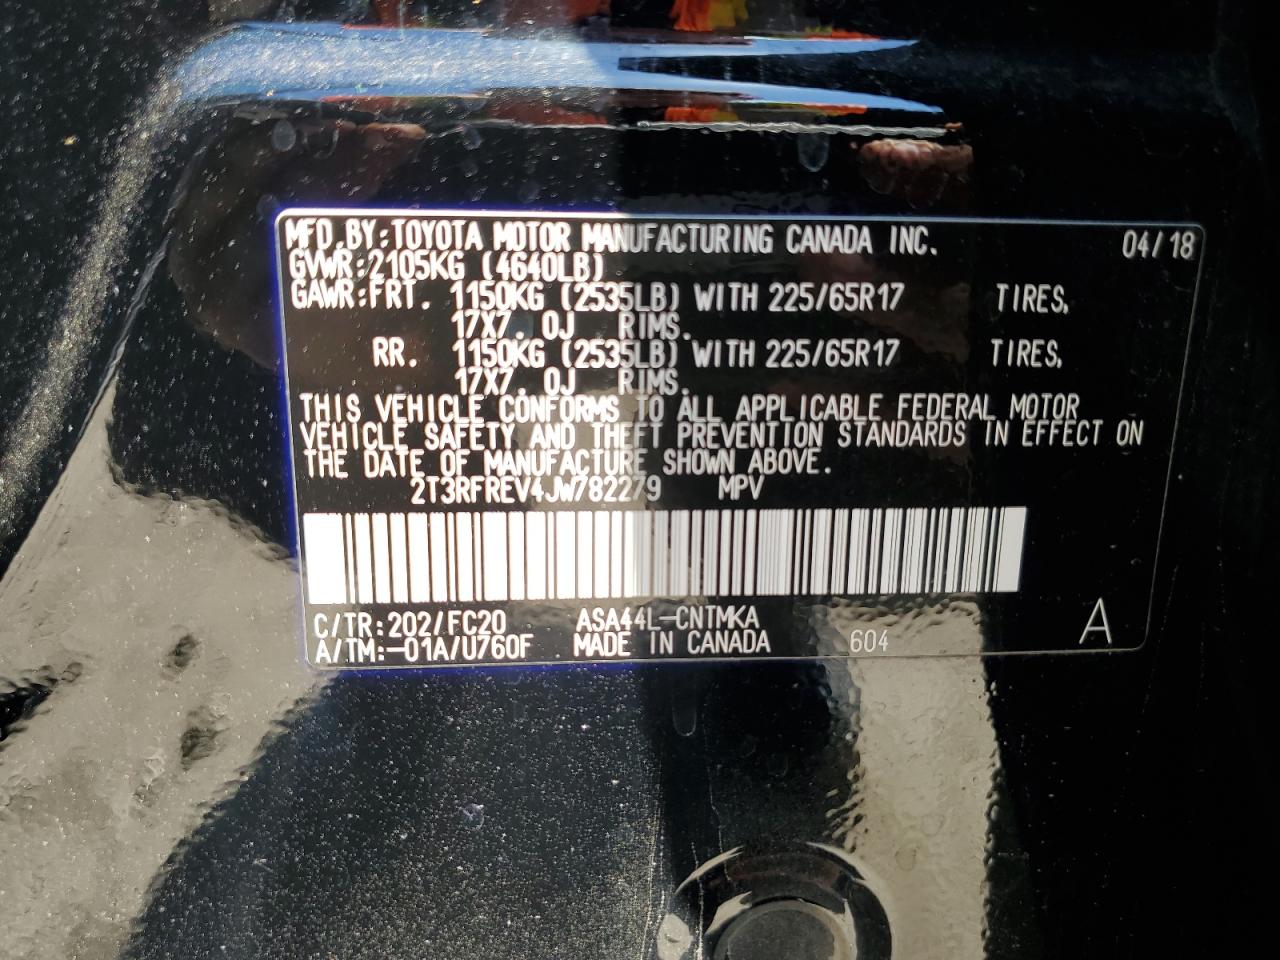 MFD.BY:TOYOTA MOTOR MANUFACTURING CANADA INC. 04/18
GVWR:2105KG (4640LB)
GAWR:FRT. 1150KG (2535LB) WITH 225/65R17 TIRES,
17X7.0J RIMS.
RR. 1150KG (2535LB) WITH 225/65R17 TIRES,
17X7.0J RIMS.
THIS VEHICLE CONFORMS TO ALL APPLICABLE FEDERAL MOTOR
VEHICLE SAFETY AND THEFT PREVENTION STANDARDS IN EFFECT ON
THE DATE OF MANUFACTURE SHOWN ABOVE.
2T3RFREV4JW782279 MPV
C/TR:202/FC20 ASA44L-CNTMKA
A/TM:-01A/U760F MADE IN CANADA 604 A